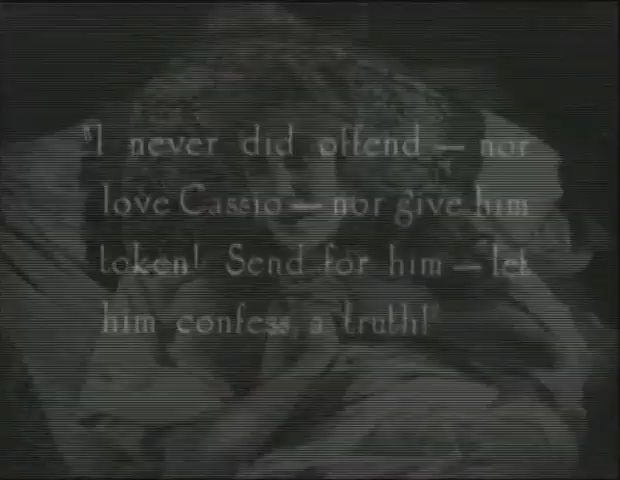 "I never did offend — nor
love Cassio — nor give him
token! Send for him — let
him confess a truth!"